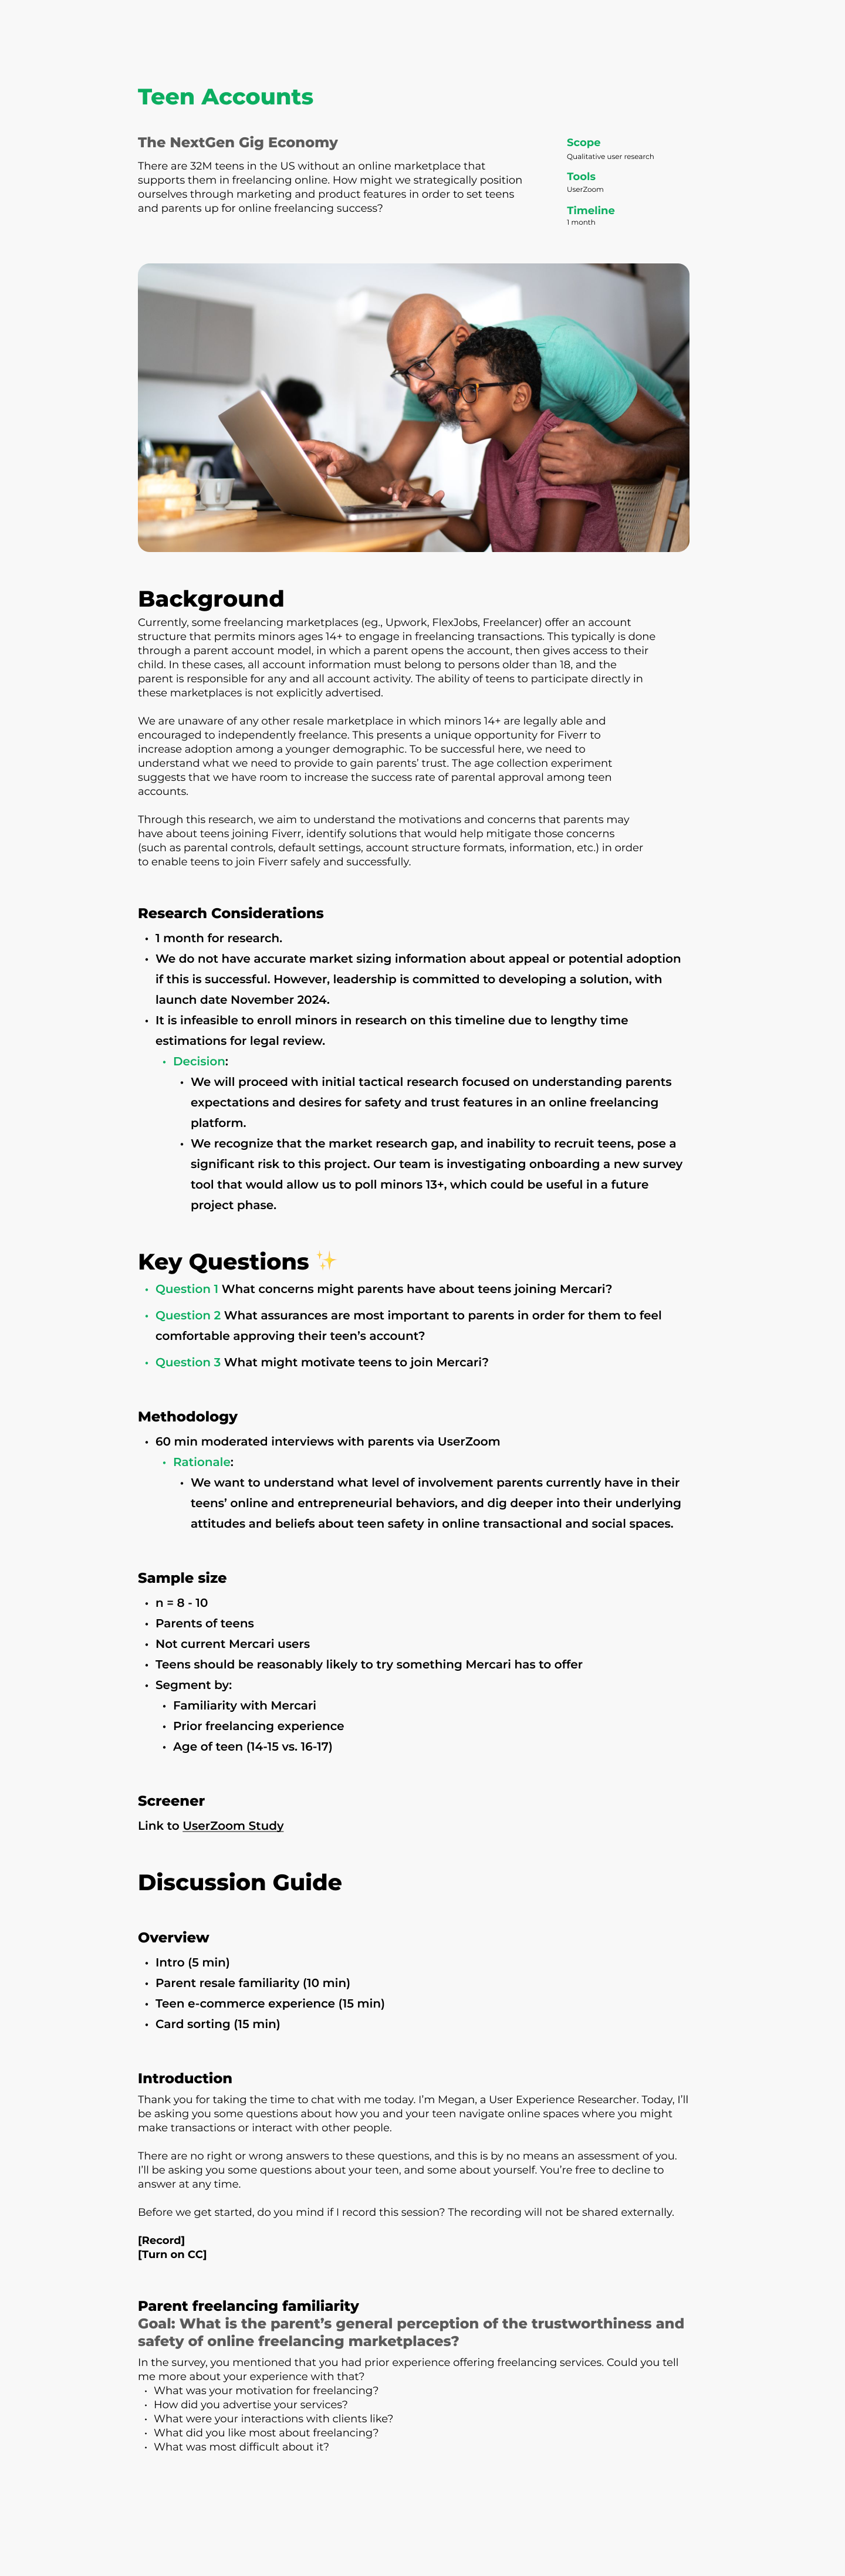 Teen Accounts
The NextGen Gig Economy
There are 32M teens in the US without an online marketplace that
supports them in freelancing online. How might we strategically position
ourselves through marketing and product features in order to set teens
and parents up for online freelancing success?
Scope
Qualitative user research
Tools
UserZoom
Timeline
1 month
Background
Currently, some freelancing marketplaces (eg., Upwork, FlexJobs, Freelancer) offer an account
structure that permits minors ages 14+ to engage in freelancing transactions. This typically is done
through a parent account model, in which a parent opens the account, then gives access to their
child. In these cases, all account information must belong to persons older than 18, and the
parent is responsible for any and all account activity. The ability of teens to participate directly in
these marketplaces is not explicitly advertised.
We are unaware of any other resale marketplace in which minors 14+ are legally able and
encouraged to independently freelance. This presents a unique opportunity for Fiverr to
increase adoption among a younger demographic. To be successful here, we need to
understand what we need to provide to gain parents’ trust. The age collection experiment
suggests that we have room to increase the success rate of parental approval among teen
accounts.
Through this research, we aim to understand the motivations and concerns that parents may
have about teens joining Fiverr, identify solutions that would help mitigate those concerns
(such as parental controls, default settings, account structure formats, information, etc.) in order
to enable teens to join Fiverr safely and successfully.
Research Considerations
• 1 month for research.
• We do not have accurate market sizing information about appeal or potential adoption
if this is successful. However, leadership is committed to developing a solution, with
launch date November 2024.
• It is infeasible to enroll minors in research on this timeline due to lengthy time
estimations for legal review.
• Decision:
• We will proceed with initial tactical research focused on understanding parents
expectations and desires for safety and trust features in an online freelancing
platform.
• We recognize that the market research gap, and inability to recruit teens, pose a
significant risk to this project. Our team is investigating onboarding a new survey
tool that would allow us to poll minors 13+, which could be useful in a future
project phase.
Key Questions ✨
• Question 1 What concerns might parents have about teens joining Mercari?
• Question 2 What assurances are most important to parents in order for them to feel
comfortable approving their teen’s account?
• Question 3 What might motivate teens to join Mercari?
Methodology
• 60 min moderated interviews with parents via UserZoom
• Rationale:
• We want to understand what level of involvement parents currently have in their
teens’ online and entrepreneurial behaviors, and dig deeper into their underlying
attitudes and beliefs about teen safety in online transactional and social spaces.
Sample size
• n = 8 - 10
• Parents of teens
• Not current Mercari users
• Teens should be reasonably likely to try something Mercari has to offer
• Segment by:
• Familiarity with Mercari
• Prior freelancing experience
• Age of teen (14-15 vs. 16-17)
Screener
Link to UserZoom Study
Discussion Guide
Overview
• Intro (5 min)
• Parent resale familiarity (10 min)
• Teen e-commerce experience (15 min)
• Card sorting (15 min)
Introduction
Thank you for taking the time to chat with me today. I’m Megan, a User Experience Researcher. Today, I’ll
be asking you some questions about how you and your teen navigate online spaces where you might
make transactions or interact with other people.
There are no right or wrong answers to these questions, and this is by no means an assessment of you.
I’ll be asking you some questions about your teen, and some about yourself. You’re free to decline to
answer at any time.
Before we get started, do you mind if I record this session? The recording will not be shared externally.
[Record]
[Turn on CC]
Parent freelancing familiarity
Goal: What is the parent’s general perception of the trustworthiness and
safety of online freelancing marketplaces?
In the survey, you mentioned that you had prior experience offering freelancing services. Could you tell
me more about your experience with that?
• What was your motivation for freelancing?
• How did you advertise your services?
• What were your interactions with clients like?
• What did you like most about freelancing?
• What was most difficult about it?